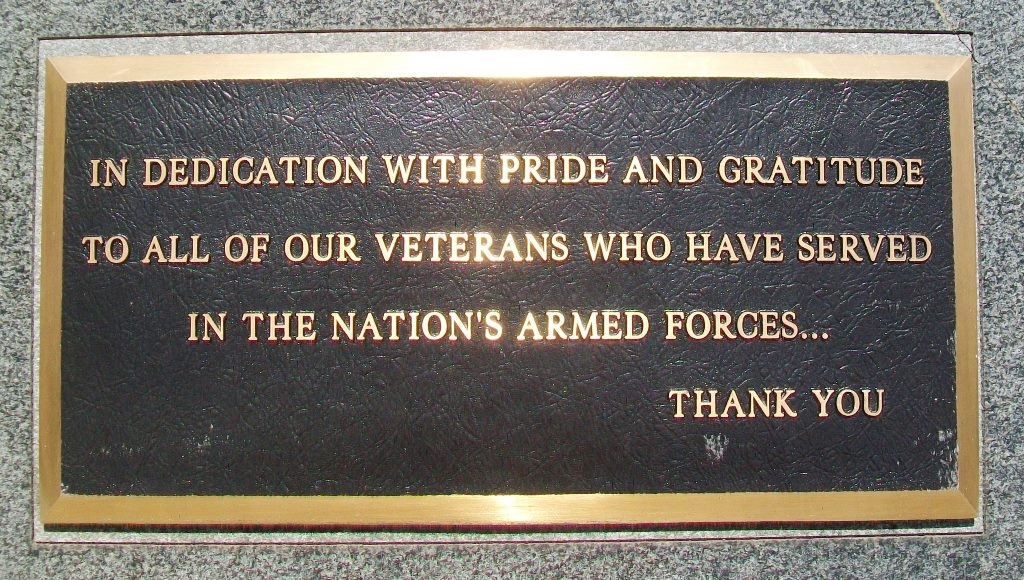 IN DEDICATION WITH PRIDE AND GRATITUDE
TO ALL OF OUR VETERANS WHO HAVE SERVED
IN THE NATION'S ARMED FORCES...
THANK YOU